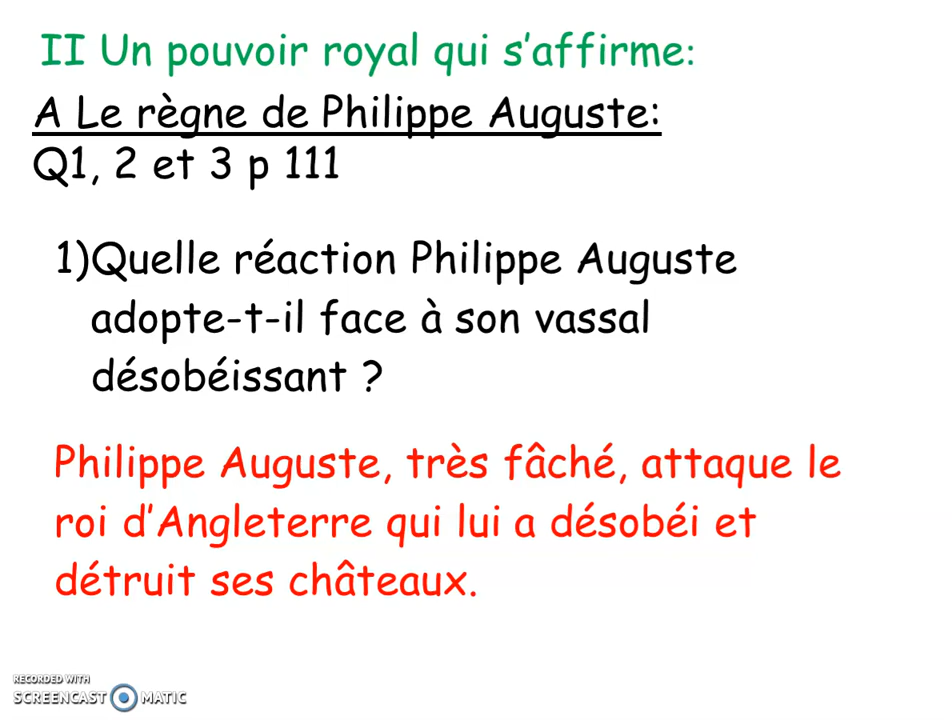 II Un pouvoir royal qui s'affirme:
A Le règne de Philippe Auguste:
Q1, 2 et 3 p 111
1)Quelle réaction Philippe Auguste
adopte-t-il face à son vassal
désobéissant ?
Philippe Auguste, très fâché, attaque le
roi d'Angleterre qui lui a désobéi et
détruit ses châteaux.
RECORDED WITH
SCREENCAST MATIC